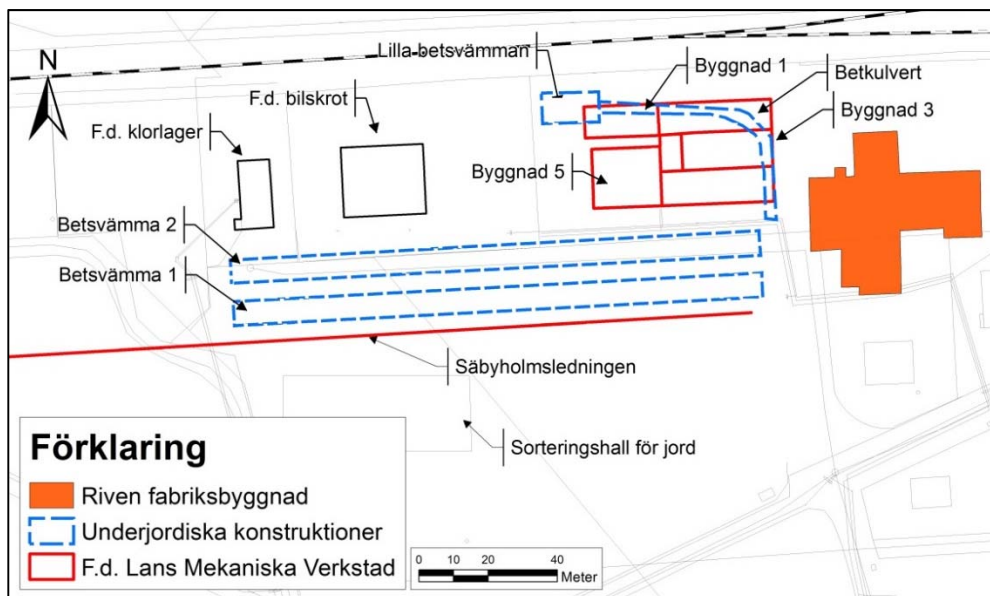 N
Lilla-betsvämman
Byggnad 1
Betkulvert
F.d. bilskrot
Byggnad 3
F.d. klorlager
Byggnad 5
Betsvämma 2
Betsvämma 1
Säbyholmsledningen
Sorteringshall för jord
Förklaring
Riven fabriksbyggnad
Underjordiska konstruktioner
F.d. Lans Mekaniska Verkstad
0 10 20 40
Meter